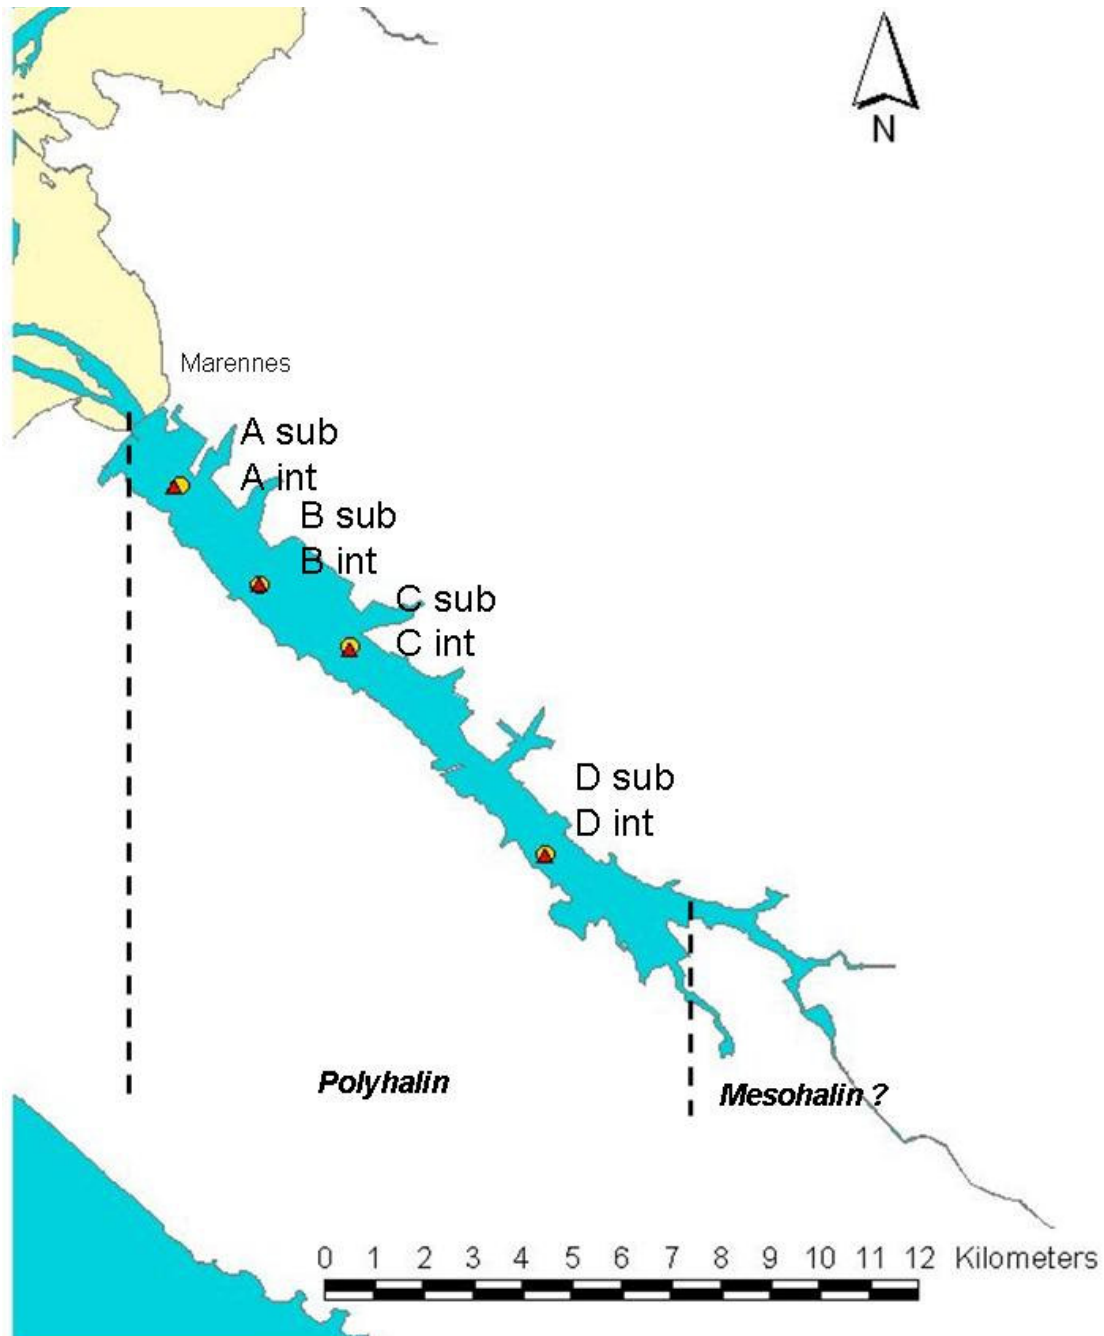 N
Marennes
A sub
A int
B sub
B int
C sub
C int
D sub
D int
Polyhalin
Mesohalin ?
0 1 2 3 4 5 6 7 8 9 10 11 12 Kilometers